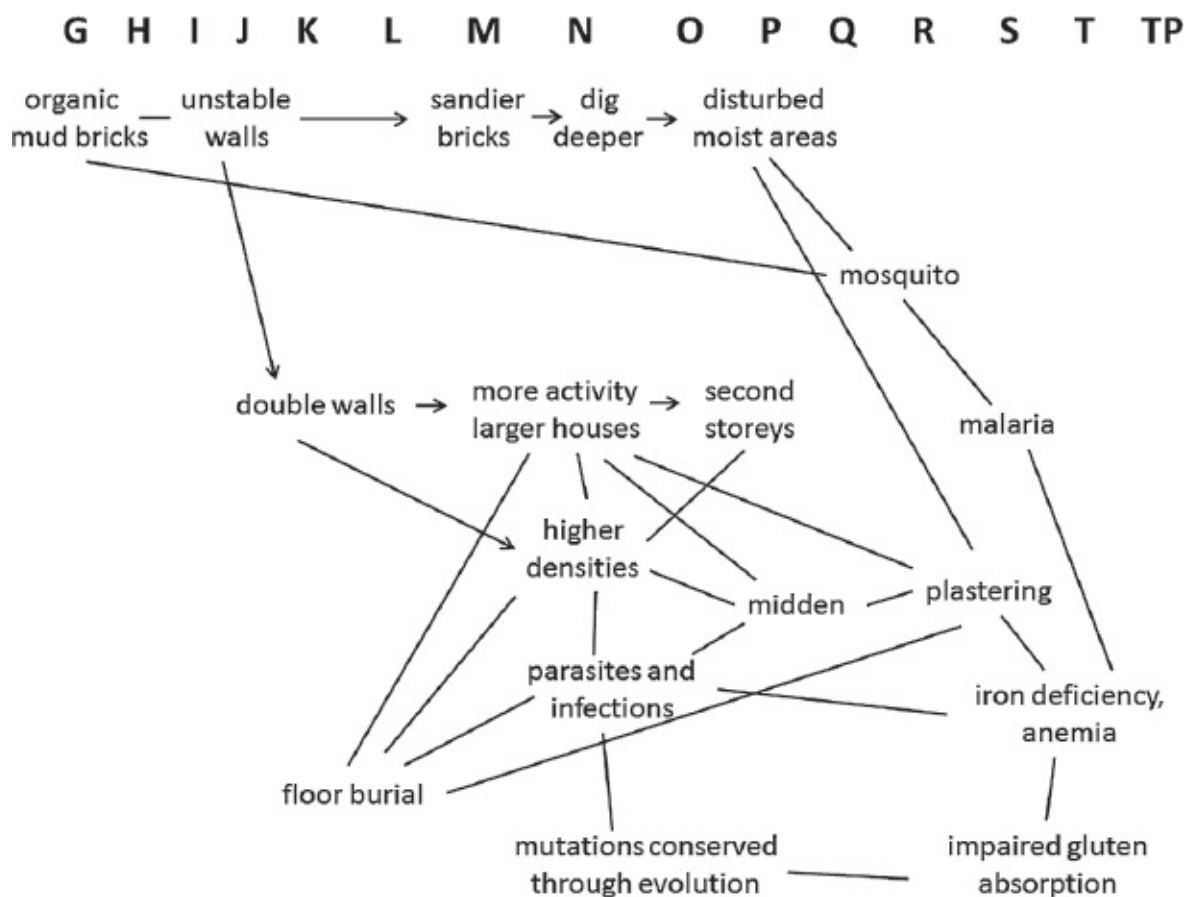 G H I J K L M N O P Q R S T TP
organic
mud bricks
unstable
walls
sandier
bricks
dig
deeper
disturbed
moist areas
mosquito
double walls
more activity
larger houses
second
storeys
malaria
higher
densities
midden
plastering
parasites and
infections
iron deficiency,
anemia
floor burial
mutations conserved
through evolution
impaired gluten
absorption